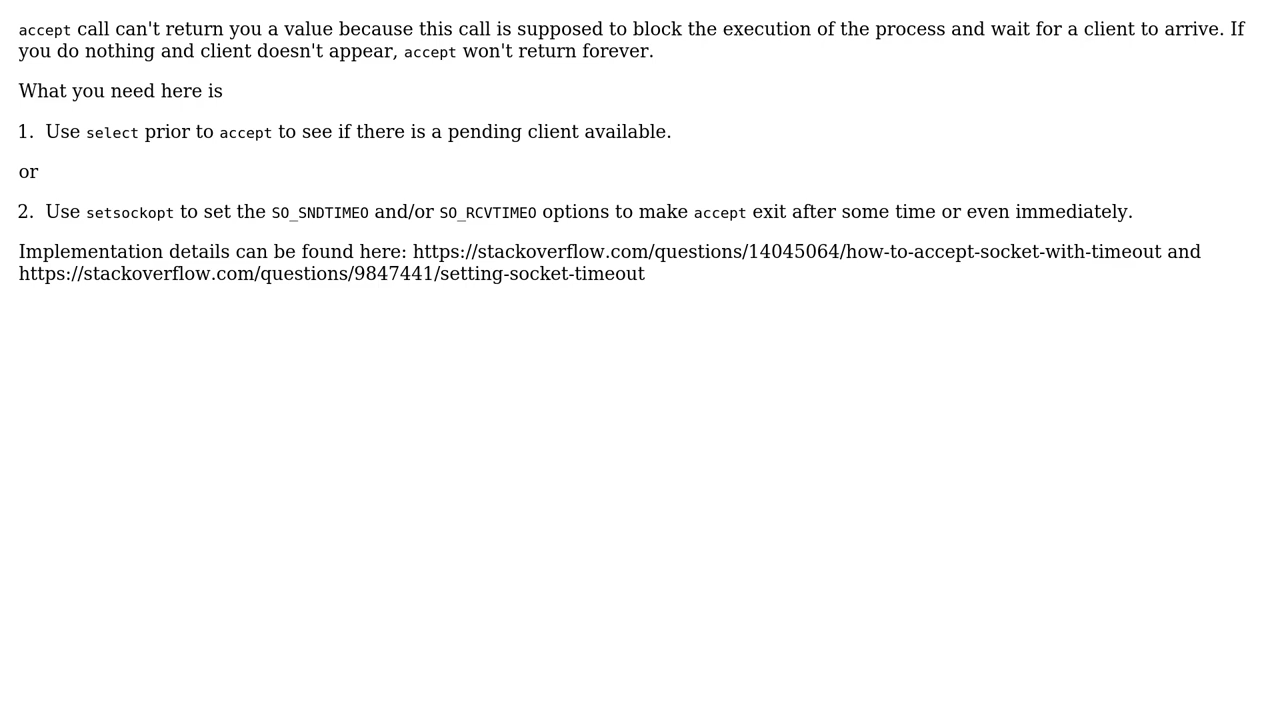 accept call can't return you a value because this call is supposed to block the execution of the process and wait for a client to arrive. If
you do nothing and client doesn't appear, accept won't return forever.
What you need here is
1. Use select prior to accept to see if there is a pending client available.
or
2. Use setsockopt to set the SO_SNDTIMEO and/or SO_RCVTIMEO options to make accept exit after some time or even immediately.
Implementation details can be found here: https://stackoverflow.com/questions/14045064/how-to-accept-socket-with-timeout and
https://stackoverflow.com/questions/9847441/setting-socket-timeout